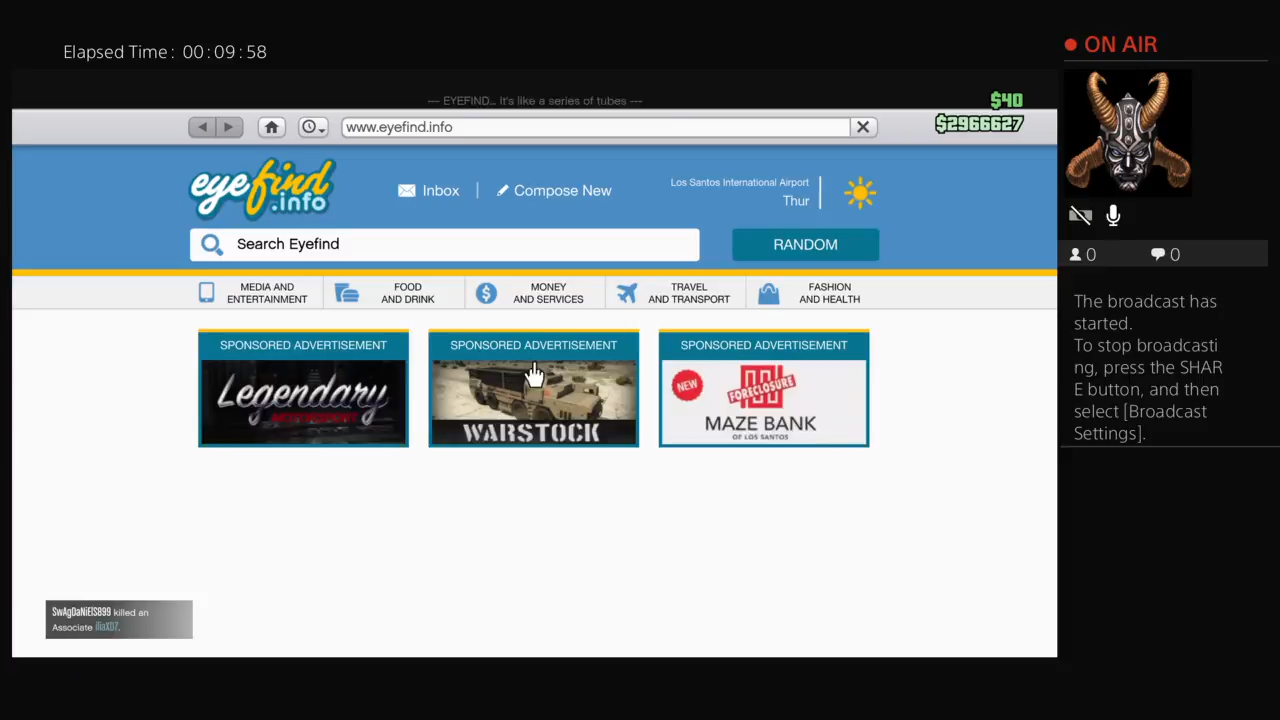 Elapsed Time: 00:09:58
ON AIR
--- EYEFIND... It's like a series of tubes ---
$40
$2966627
www.eyefind.info
eyefind
.info
Inbox
Compose New
Los Santos International Airport
Thur
Search Eyefind
RANDOM
MEDIA AND
ENTERTAINMENT
FOOD
AND DRINK
MONEY
AND SERVICES
TRAVEL
AND TRANSPORT
FASHION
AND HEALTH
0
0
The broadcast has
started.
To stop broadcasti
ng, press the SHAR
E button, and then
select [Broadcast
Settings].
SPONSORED ADVERTISEMENT
Legendary
MOTORSPORT
SPONSORED ADVERTISEMENT
WARSTOCK
SPONSORED ADVERTISEMENT
NEW
FORECLOSURE
MAZE BANK
OF LOS SANTOS
SwAgDaNiElS899 killed an
Associate